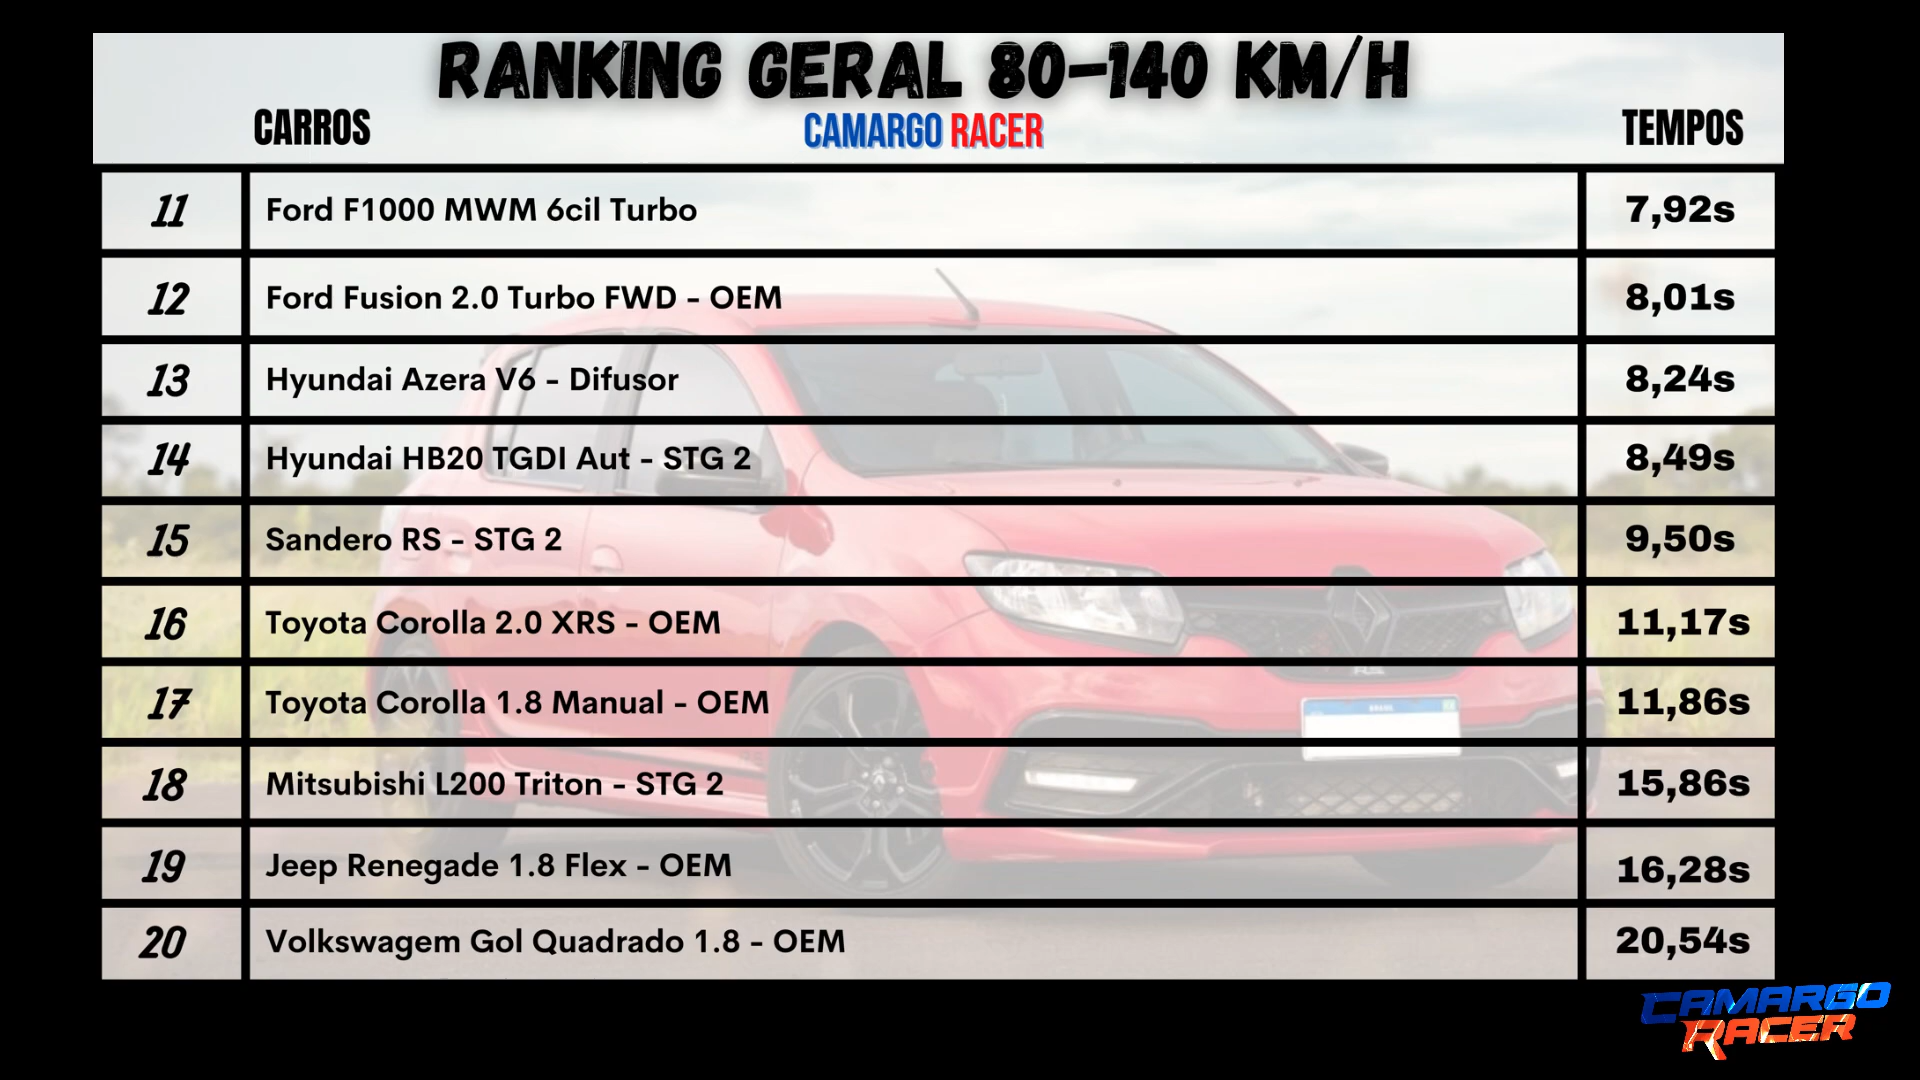 RANKING GERAL 80-140 KM/H
CARROS CAMARGO RACER TEMPOS
11 Ford F1000 MWM 6cil Turbo 7,92s
12 Ford Fusion 2.0 Turbo FWD - OEM 8,01s
13 Hyundai Azera V6 - Difusor 8,24s
14 Hyundai HB20 TGDI Aut - STG 2 8,49s
15 Sandero RS - STG 2 9,50s
16 Toyota Corolla 2.0 XRS - OEM 11,17s
17 Toyota Corolla 1.8 Manual - OEM 11,86s
18 Mitsubishi L200 Triton - STG 2 15,86s
19 Jeep Renegade 1.8 Flex - OEM 16,28s
20 Volkswagem Gol Quadrado 1.8 - OEM 20,54s
BRASIL
CAMARGO
RACER